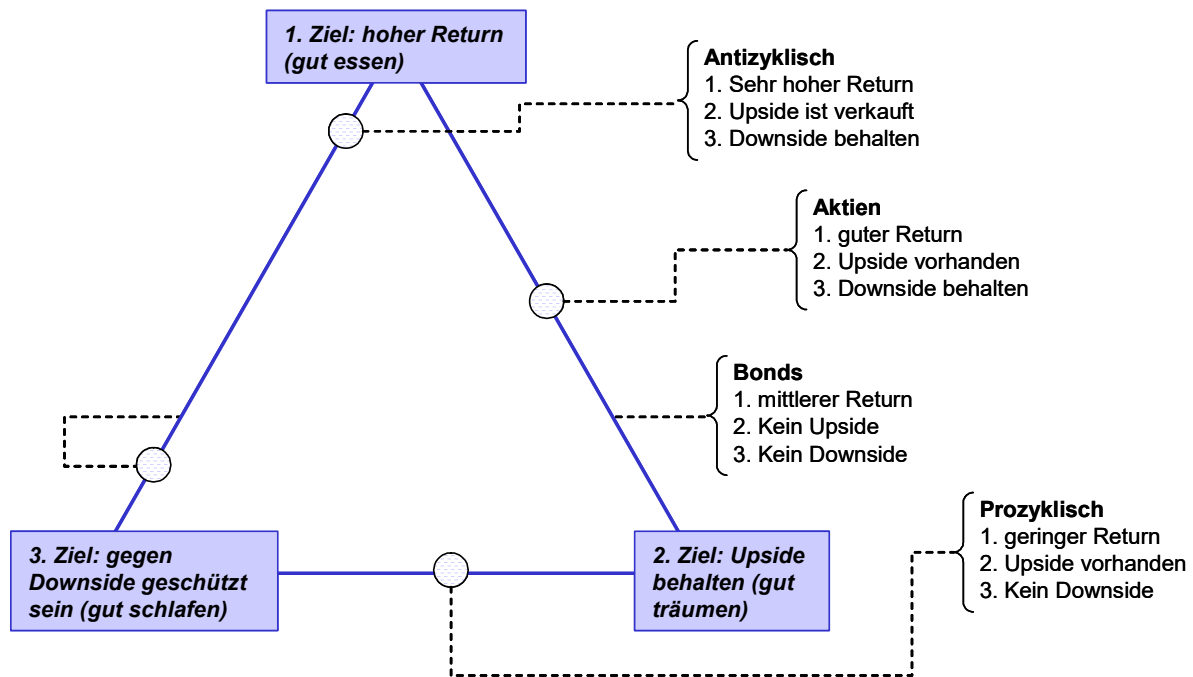 1. Ziel: hoher Return
(gut essen)
Antizyklisch
1. Sehr hoher Return
2. Upside ist verkauft
3. Downside behalten
Aktien
1. guter Return
2. Upside vorhanden
3. Downside behalten
Bonds
1. mittlerer Return
2. Kein Upside
3. Kein Downside
3. Ziel: gegen
Downside geschützt
sein (gut schlafen)
2. Ziel: Upside
behalten (gut
träumen)
Prozyklisch
1. geringer Return
2. Upside vorhanden
3. Kein Downside